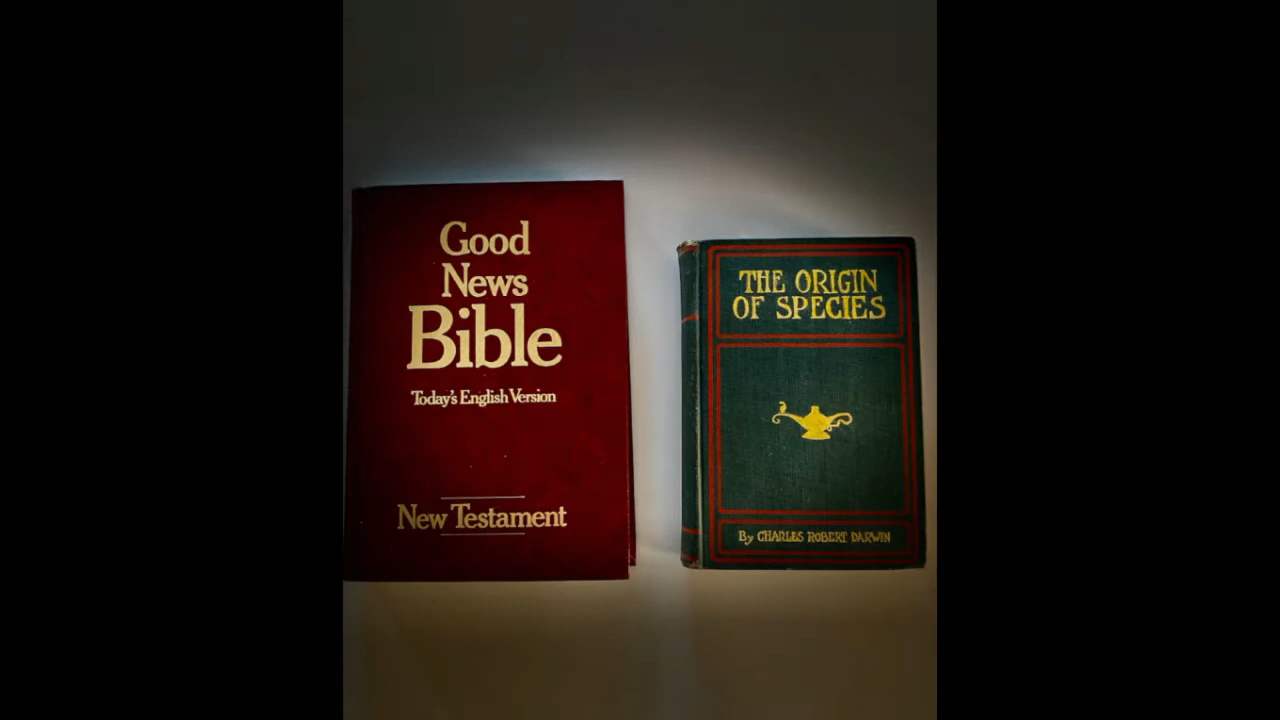 Good
News
Bible
Today's English Version
New Testament
THE ORIGIN
OF SPECIES
By CHARLES ROBERT DARWIN